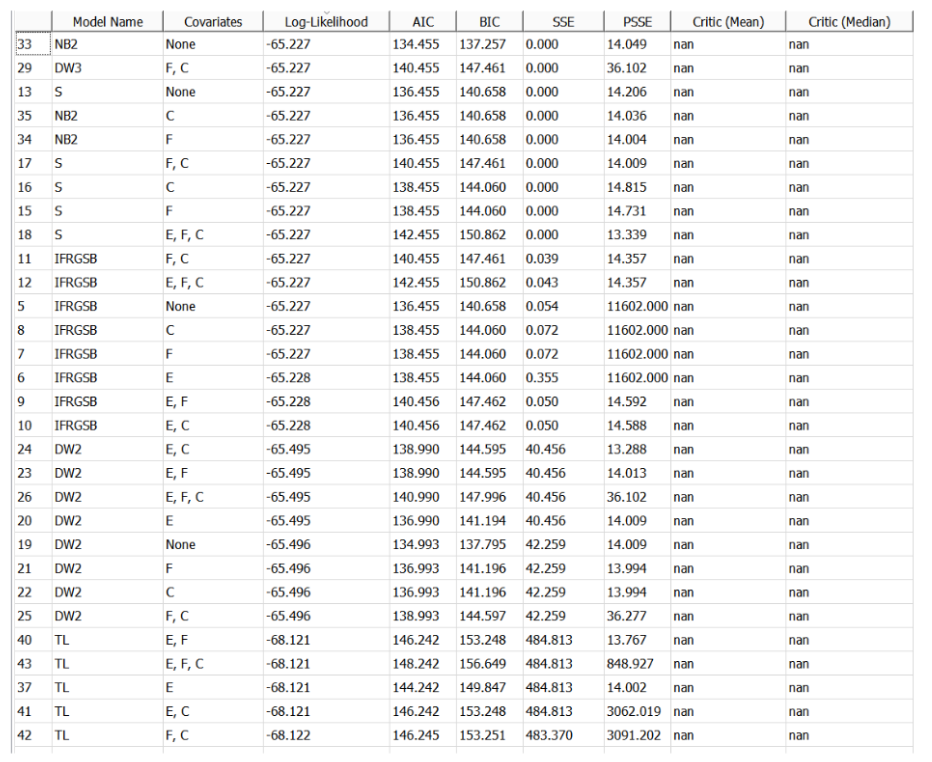 Model Name Covariates Log-Likelihood AIC BIC SSE PSSE Critic (Mean) Critic (Median)
33 NB2 None -65.227 134.455 137.257 0.000 14.049 nan nan
29 DW3 F, C -65.227 140.455 147.461 0.000 36.102 nan nan
13 S None -65.227 136.455 140.658 0.000 14.206 nan nan
35 NB2 C -65.227 136.455 140.658 0.000 14.036 nan nan
34 NB2 F -65.227 136.455 140.658 0.000 14.004 nan nan
17 S F, C -65.227 140.455 147.461 0.000 14.009 nan nan
16 S C -65.227 138.455 144.060 0.000 14.815 nan nan
15 S F -65.227 138.455 144.060 0.000 14.731 nan nan
18 S E, F, C -65.227 142.455 150.862 0.000 13.339 nan nan
11 IFRGSB F, C -65.227 140.455 147.461 0.039 14.357 nan nan
12 IFRGSB E, F, C -65.227 142.455 150.862 0.043 14.357 nan nan
5 IFRGSB None -65.227 136.455 140.658 0.054 11602.000 nan nan
8 IFRGSB C -65.227 138.455 144.060 0.072 11602.000 nan nan
7 IFRGSB F -65.227 138.455 144.060 0.072 11602.000 nan nan
6 IFRGSB E -65.228 138.455 144.060 0.355 11602.000 nan nan
9 IFRGSB E, F -65.228 140.456 147.462 0.050 14.592 nan nan
10 IFRGSB E, C -65.228 140.456 147.462 0.050 14.588 nan nan
24 DW2 E, C -65.495 138.990 144.595 40.456 13.288 nan nan
23 DW2 E, F -65.495 138.990 144.595 40.456 14.013 nan nan
26 DW2 E, F, C -65.495 140.990 147.996 40.456 36.102 nan nan
20 DW2 E -65.495 136.990 141.194 40.456 14.009 nan nan
19 DW2 None -65.496 134.993 137.795 42.259 14.009 nan nan
21 DW2 F -65.496 136.993 141.196 42.259 13.994 nan nan
22 DW2 C -65.496 136.993 141.196 42.259 13.994 nan nan
25 DW2 F, C -65.496 138.993 144.597 42.259 36.277 nan nan
40 TL E, F -68.121 146.242 153.248 484.813 13.767 nan nan
43 TL E, F, C -68.121 148.242 156.649 484.813 848.927 nan nan
37 TL E -68.121 144.242 149.847 484.813 14.002 nan nan
41 TL E, C -68.121 146.242 153.248 484.813 3062.019 nan nan
42 TL F, C -68.122 146.245 153.251 483.370 3091.202 nan nan